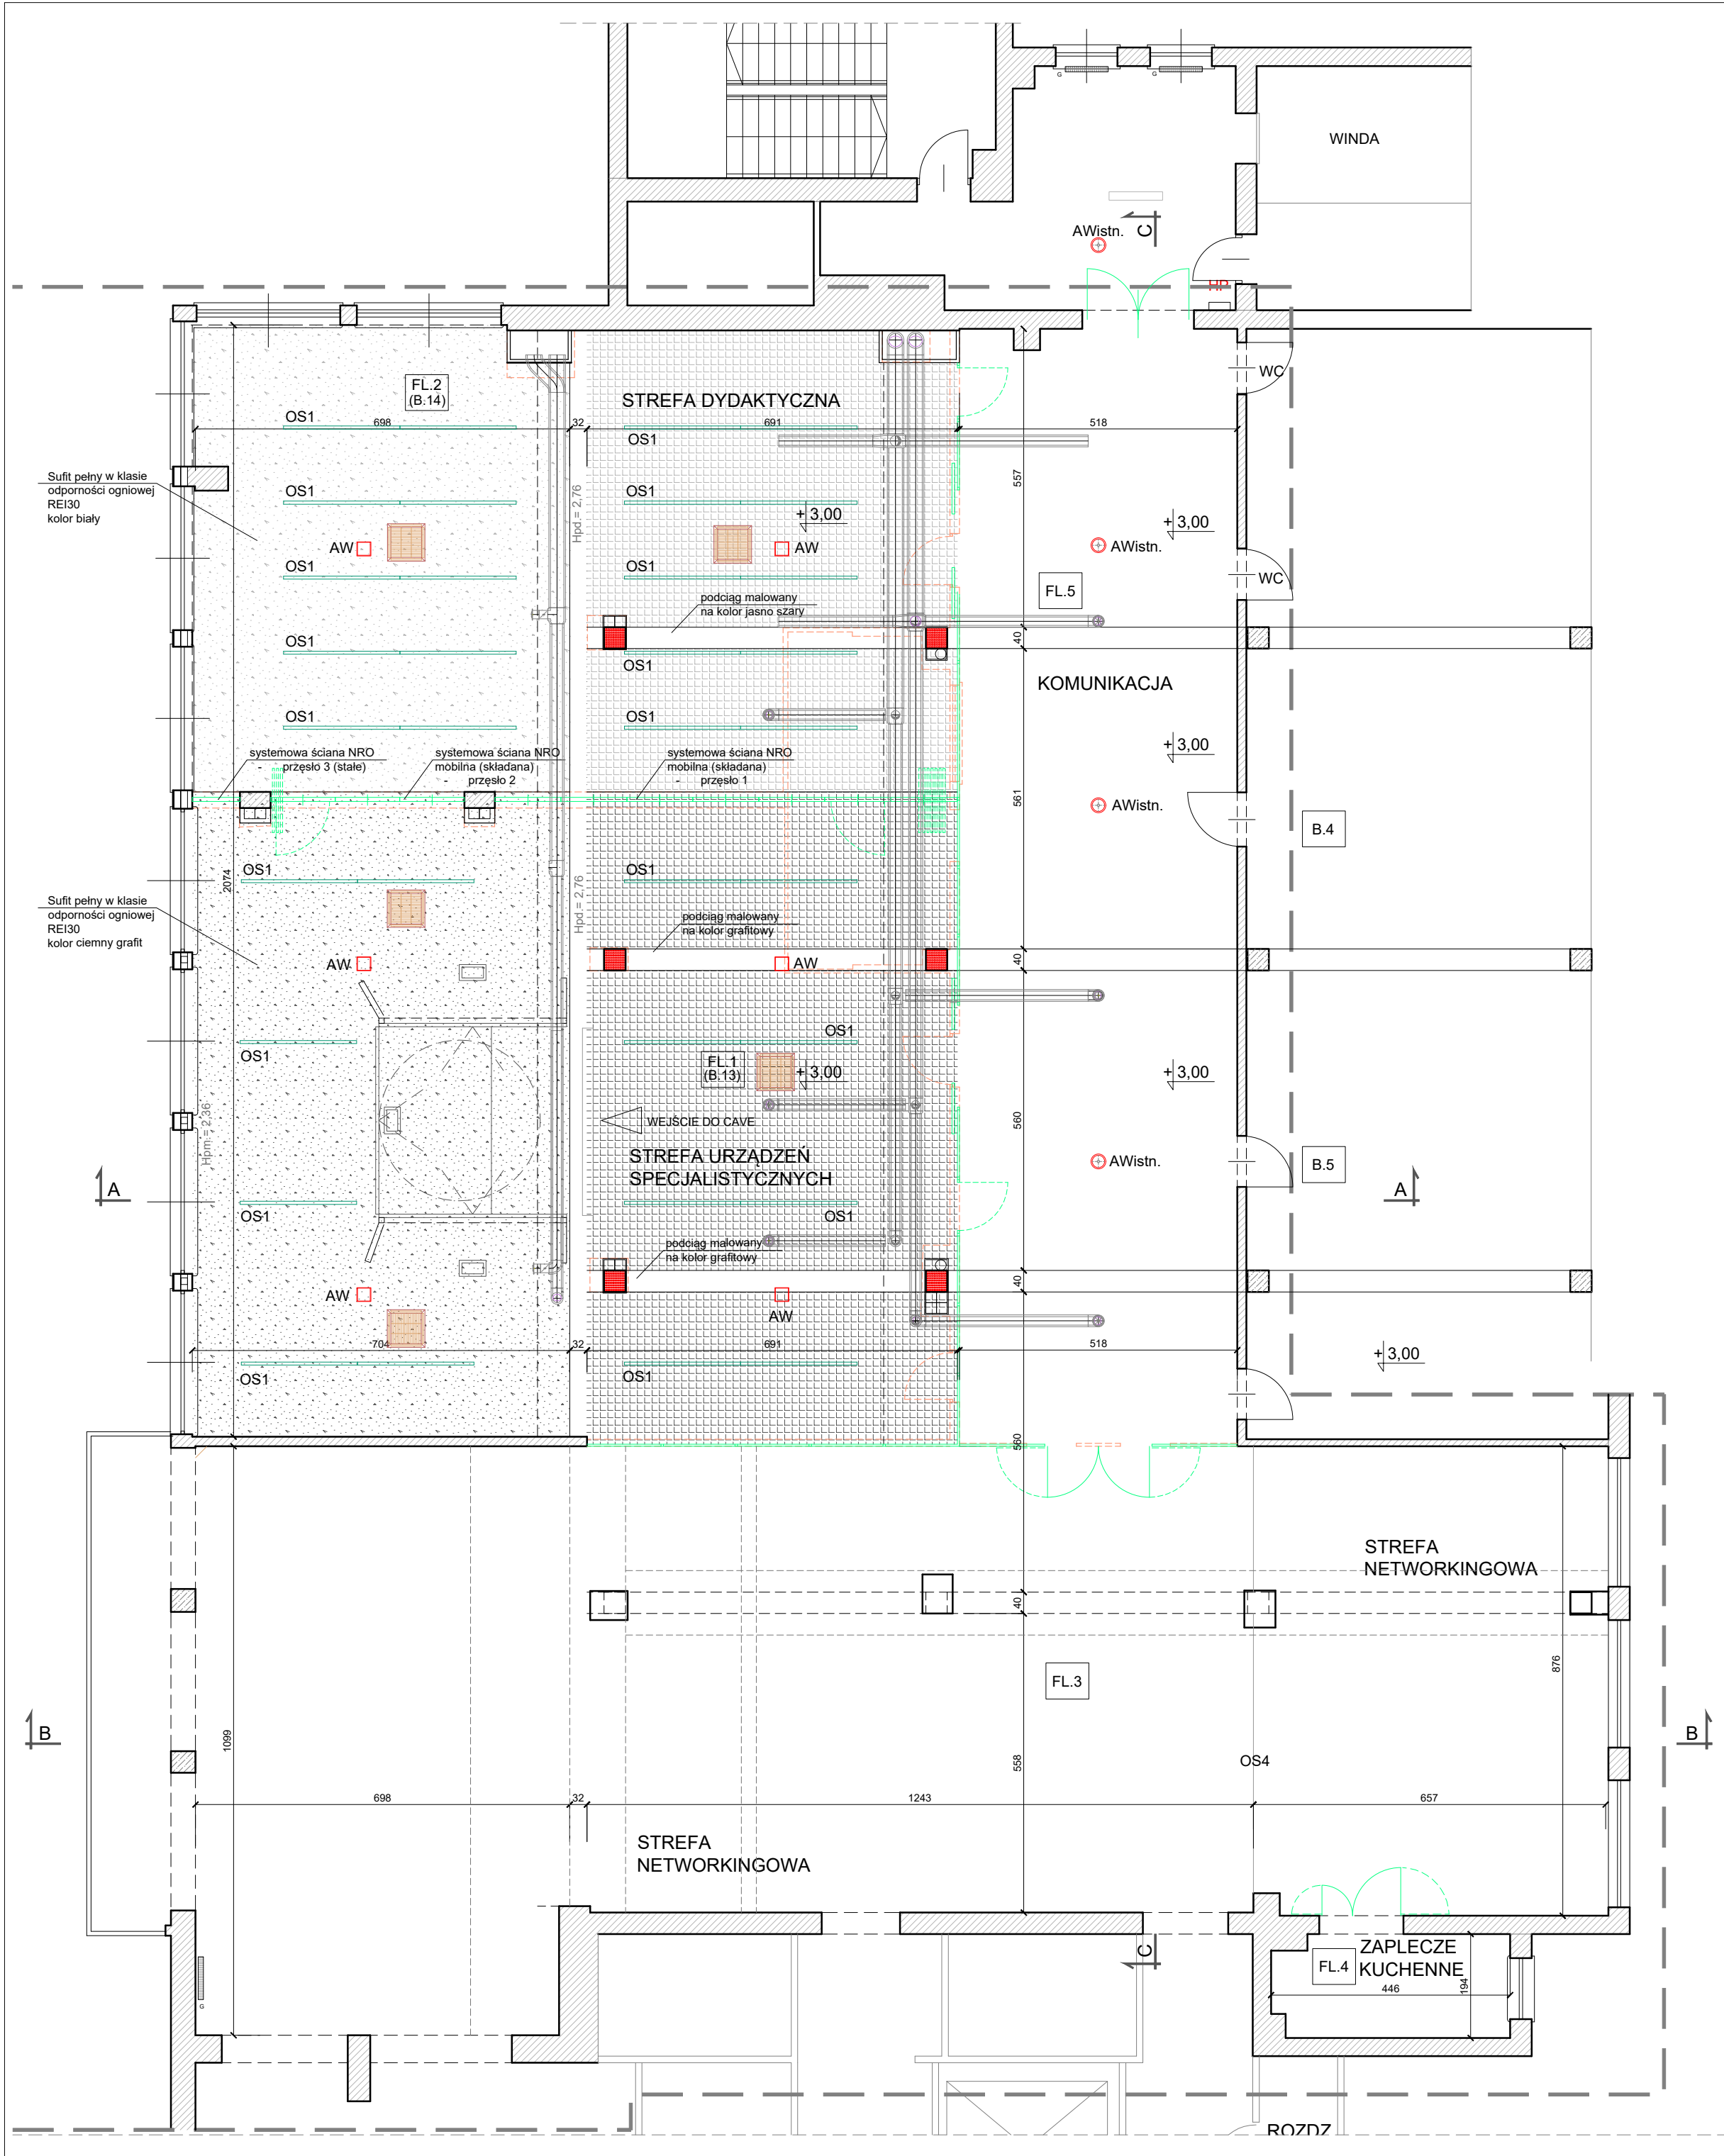 G
G
WINDA
AWistn.
C
HP
WC
FL.2
(B.14)
STREFA DYDAKTYCZNA
OS1
698
32
691
518
OS1
Sufit pełny w klasie
odporności ogniowej
REI30
kolor biały
557
OS1
OS1
Hpd = 2,76
+ 3,00
+ 3,00
AW
AW
AWistn.
OS1
OS1
WC
FL.5
podciąg malowany
na kolor jasno szary
40
OS1
OS1
KOMUNIKACJA
OS1
OS1
systemowa ściana NRO
- przęsło 3 (stałe)
systemowa ściana NRO
mobilna (składana)
- przęsło 2
systemowa ściana NRO
mobilna (składana)
- przęsło 1
+ 3,00
561
AWistn.
B.4
OS1
OS1
2074
Hpd = 2,76
Sufit pełny w klasie
odporności ogniowej
REI30
kolor ciemny grafit
podciąg malowany
na kolor grafitowy
40
AW
AW
OS1
OS1
FL.1
(B.13)
+ 3,00
+ 3,00
Hpm = 2,36
560
WEJŚCIE DO CAVE
STREFA URZĄDZEŃ
SPECJALISTYCZNYCH
AWistn.
B.5
A
A
OS1
OS1
podciąg malowany
na kolor grafitowy
40
AW
AW
704
32
691
518
+ 3,00
OS1
OS1
560
STREFA
NETWORKINGOWA
40
FL.3
876
B
B
1099
558
OS4
698
32
1243
657
STREFA
NETWORKINGOWA
C
FL.4
ZAPLECZE
KUCHENNE
446
194
G
ROZDZ